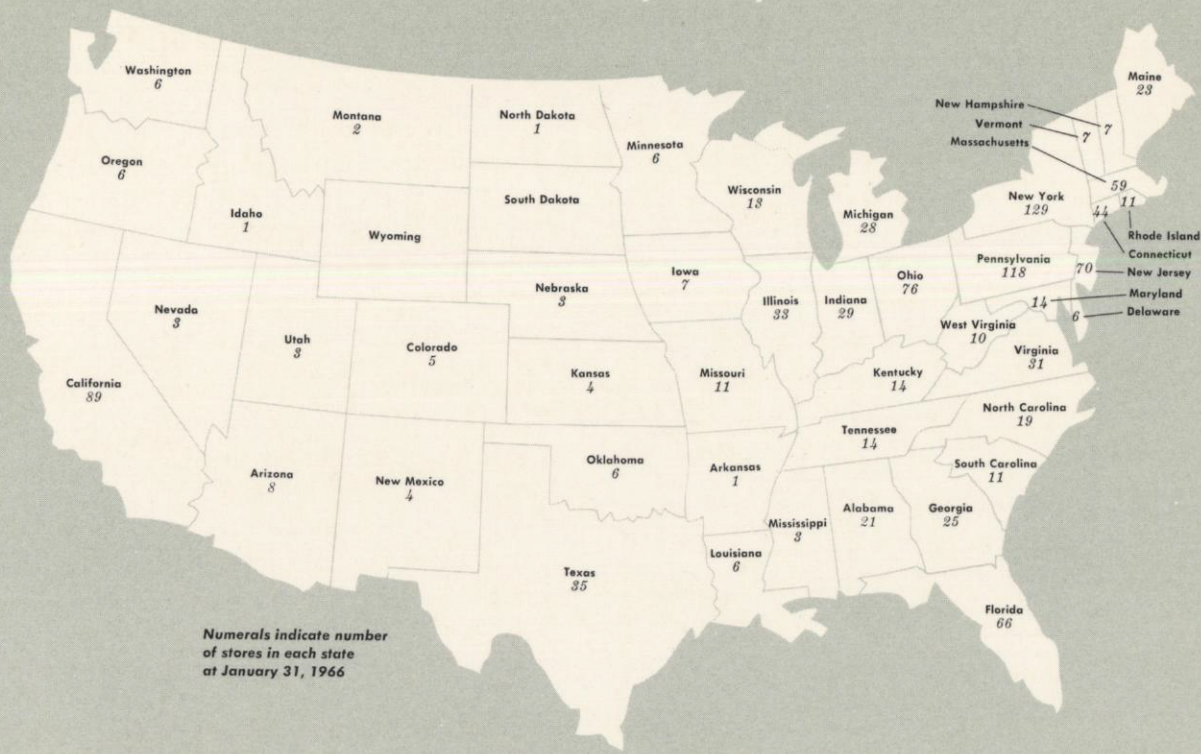 Washington
6
Oregon
6
California
89
Idaho
1
Nevada
3
Montana
2
Wyoming
Utah
3
Colorado
5
Arizona
8
New Mexico
4
North Dakota
1
South Dakota
Nebraska
3
Kansas
4
Oklahoma
6
Texas
35
Minnesota
6
Iowa
7
Missouri
11
Arkansas
1
Louisiana
6
Wisconsin
13
Illinois
33
Michigan
28
Indiana
29
Ohio
76
Kentucky
14
Tennessee
14
Mississippi
3
Alabama
21
Georgia
25
Florida
66
South Carolina
11
North Carolina
19
Virginia
31
West Virginia
10
Pennsylvania
118
New York
129
Maine
23
New Hampshire
7
Vermont
7
Massachusetts
59
11
Rhode Island
44
Connecticut
70
New Jersey
14
Maryland
6
Delaware
Numerals indicate number
of stores in each state
at January 31, 1966